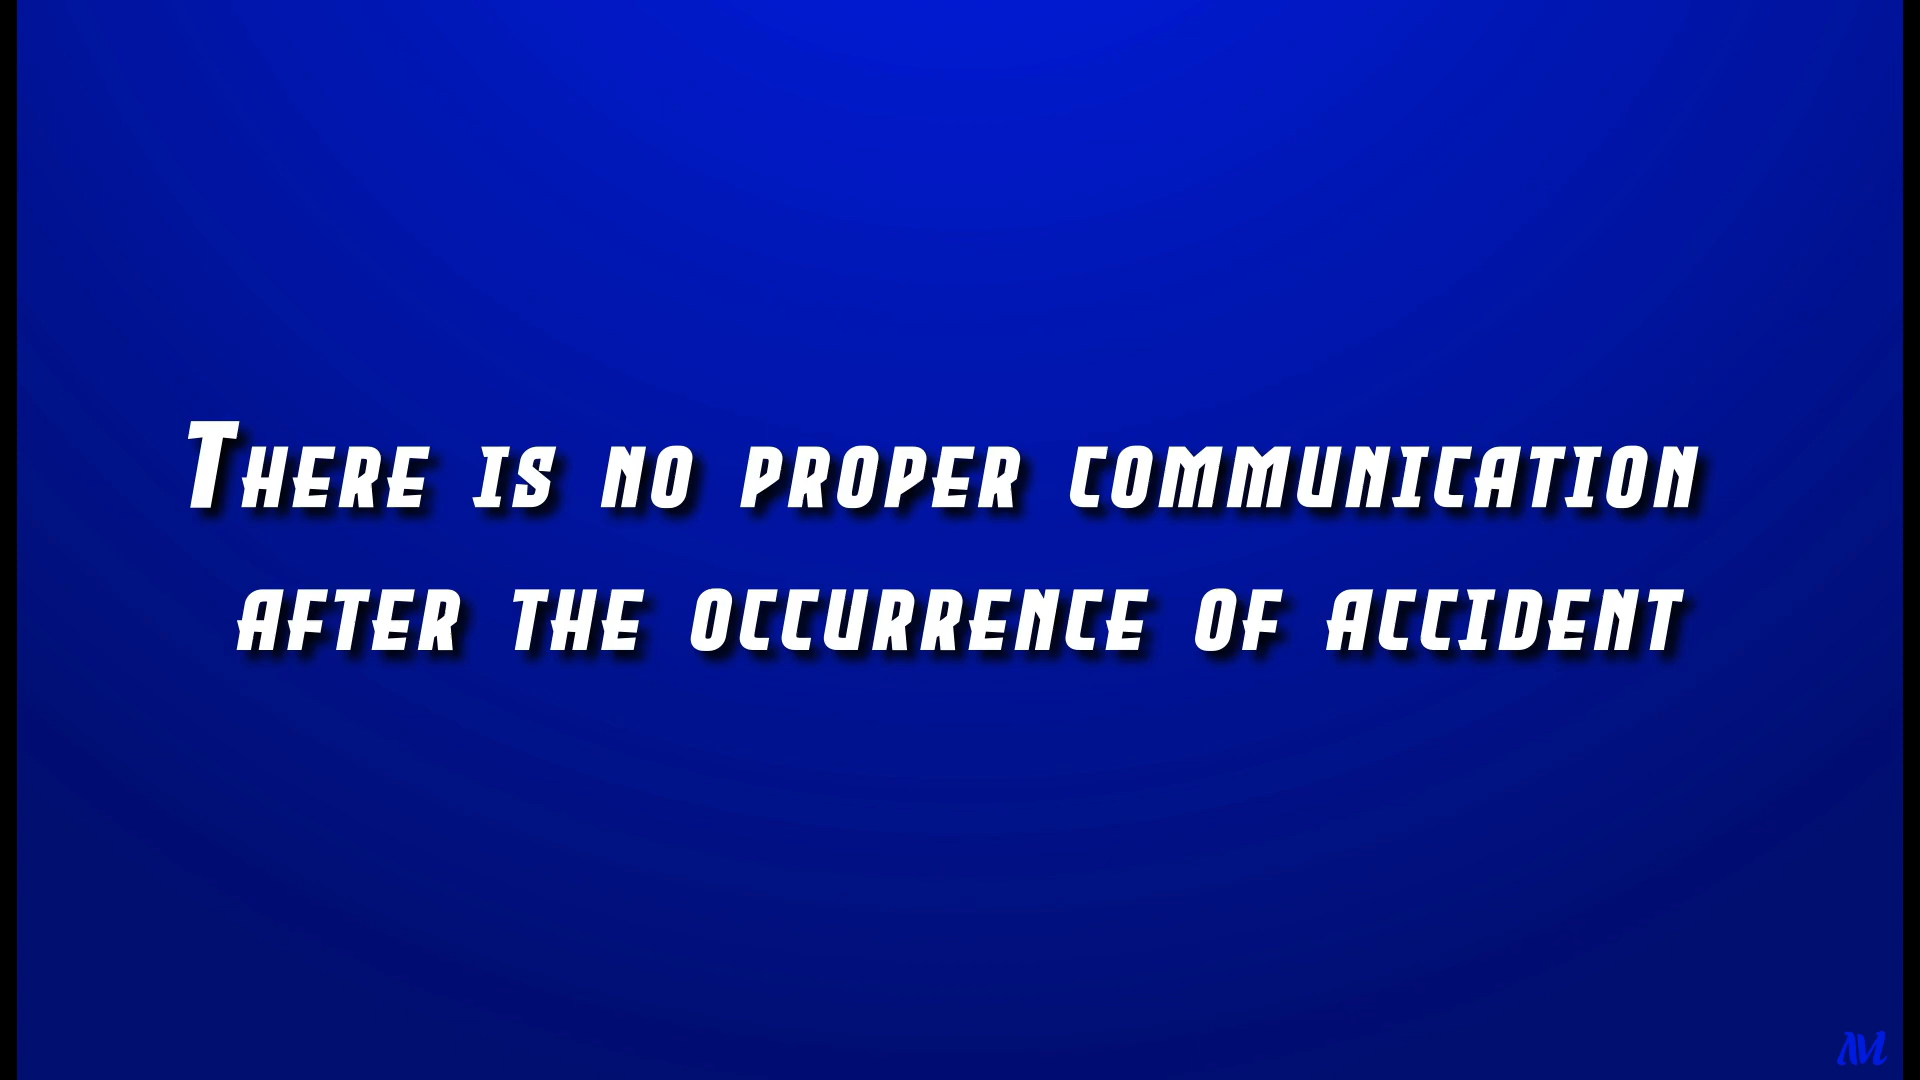 There is no proper communication
after the occurrence of accident